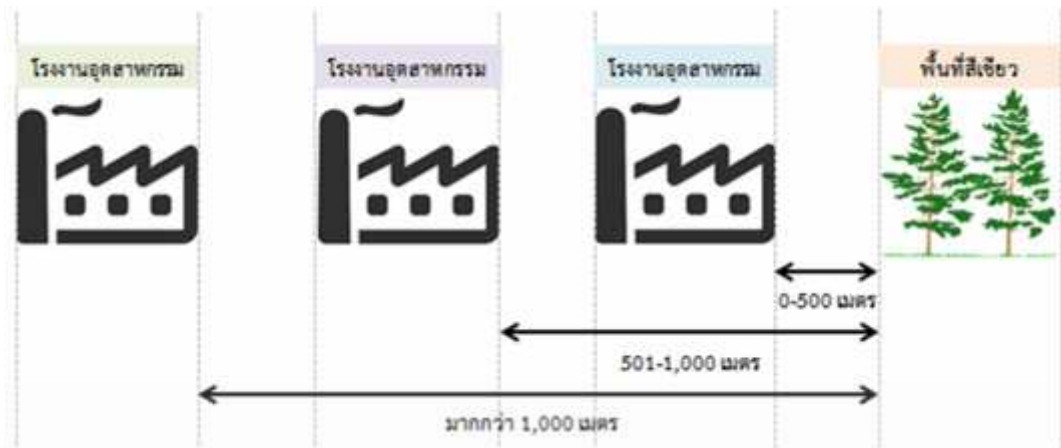 โรงงานอุตสาหกรรม
โรงงานอุตสาหกรรม
โรงงานอุตสาหกรรม
พื้นที่สีเขียว
0-500 เมตร
501-1,000 เมตร
มากกว่า 1,000 เมตร